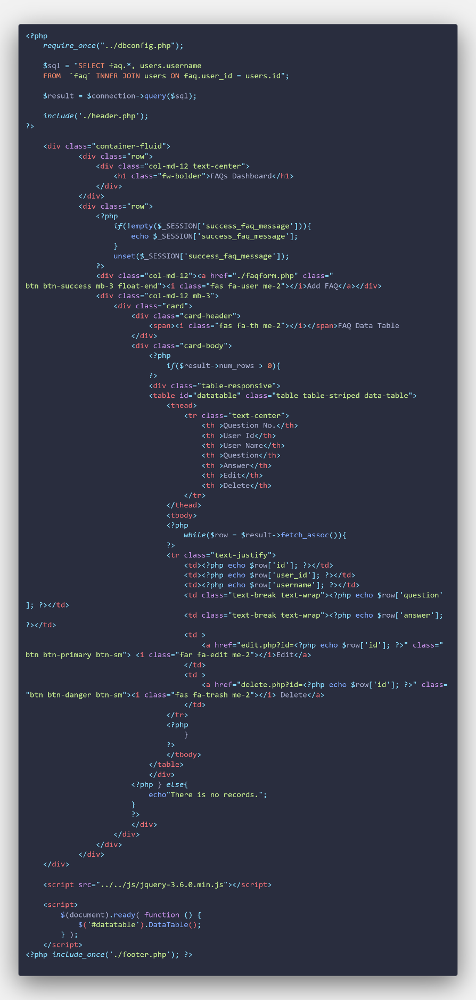 <?php
    require_once("../dbconfig.php");

    $sql = "SELECT faq.*, users.username
    FROM  `faq` INNER JOIN users ON faq.user_id = users.id";

    $result = $connection->query($sql);

    include('./header.php');
?>

    <div class="container-fluid">
            <div class="row">
                <div class="col-md-12 text-center">
                    <h1 class="fw-bolder">FAQs Dashboard</h1>
                </div>
            </div>
            <div class="row">
                <?php
                    if(!empty($_SESSION['success_faq_message'])){
                        echo $_SESSION['success_faq_message'];
                    }
                    unset($_SESSION['success_faq_message']);
                ?>
                <div class="col-md-12"><a href="./faqform.php" class="
btn btn-success mb-3 float-end"><i class="fas fa-user me-2"></i>Add FAQ</a></div>
                <div class="col-md-12 mb-3">
                    <div class="card">
                        <div class="card-header">
                            <span><i class="fas fa-th me-2"></i></span>FAQ Data Table
                        </div>
                        <div class="card-body">
                            <?php
                                if($result->num_rows > 0){
                            ?>
                            <div class="table-responsive">
                            <table id="datatable" class="table table-striped data-table">
                                <thead>
                                    <tr class="text-center">
                                        <th >Question No.</th>
                                        <th >User Id</th>
                                        <th >User Name</th>
                                        <th >Question</th>
                                        <th >Answer</th>
                                        <th >Edit</th>
                                        <th >Delete</th>
                                    </tr>
                                </thead>
                                <tbody>
                                <?php
                                    while($row = $result->fetch_assoc()){
                                ?>
                                <tr class="text-justify">
                                    <td><?php echo $row['id']; ?></td>
                                    <td><?php echo $row['user_id']; ?></td>
                                    <td><?php echo $row['username']; ?></td>
                                    <td class="text-break text-wrap"><?php echo $row['question'
]; ?></td>
                                    <td class="text-break text-wrap"><?php echo $row['answer'];
?></td>
                                    <td >
                                        <a href="edit.php?id=<?php echo $row['id']; ?>" class="
btn btn-primary btn-sm"> <i class="far fa-edit me-2"></i>Edit</a>
                                    </td>
                                    <td >
                                        <a href="delete.php?id=<?php echo $row['id']; ?>" class=
"btn btn-danger btn-sm"><i class="fas fa-trash me-2"></i> Delete</a>
                                    </td>
                                </tr>
                                <?php
                                    }
                                ?>
                                </tbody>
                            </table>
                            </div>
                        <?php } else{
                            echo"There is no records.";
                        }
                        ?>
                        </div>
                    </div>
                </div>
            </div>
    </div>

    <script src="../../js/jquery-3.6.0.min.js"></script>

    <script>
        $(document).ready( function () {
            $('#datatable').DataTable();
        } );
    </script>
<?php include_once('./footer.php'); ?>